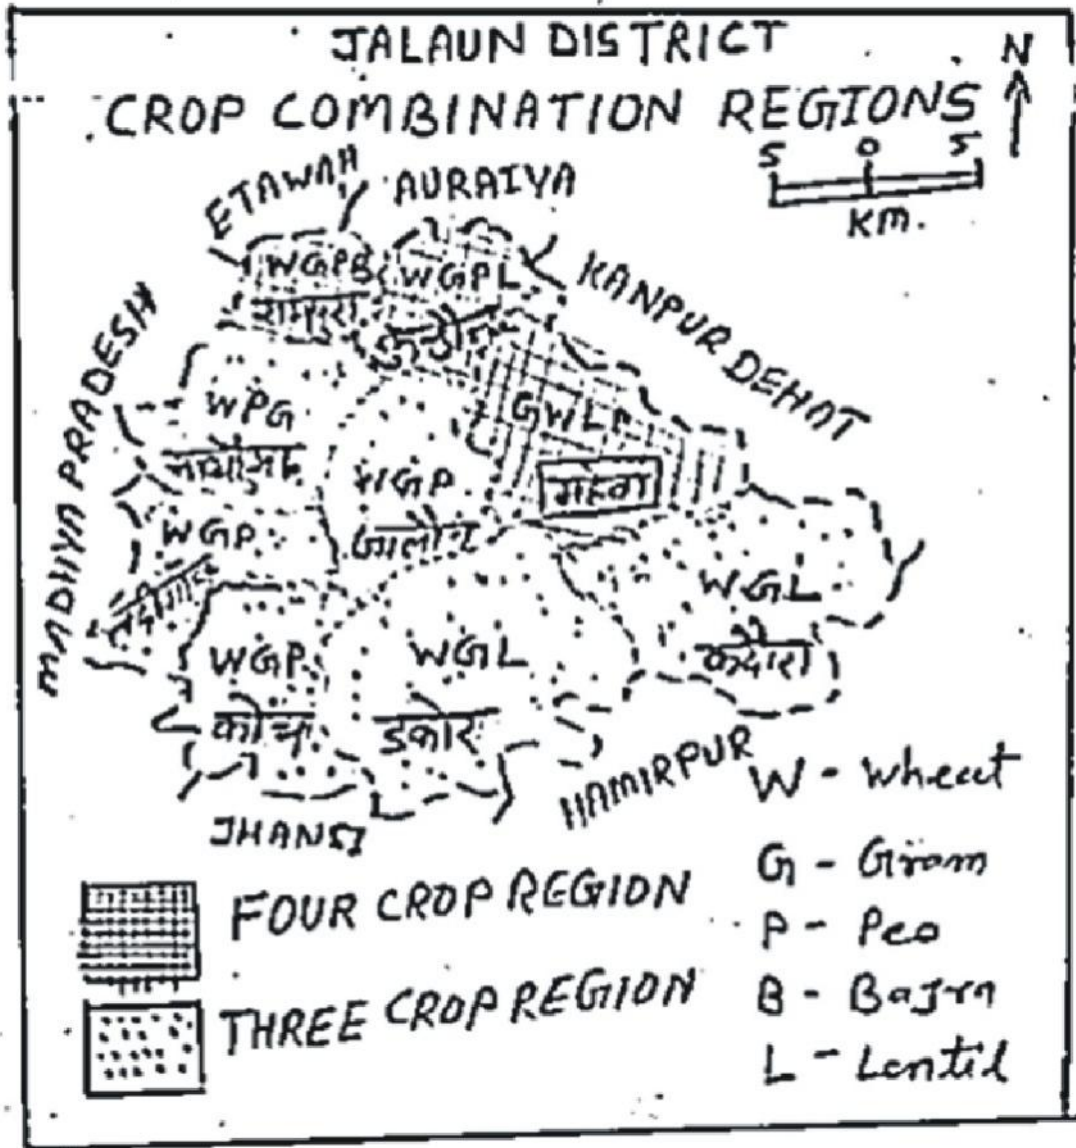 JALAUN DISTRICT
N
CROP COMBINATION REGIONS
5 0 5
KM.
ETAWAH
AURAIYA
KANPUR DEHAT
MADHYA PRADESH
WGPB
WGPL
रामपुरा
WPG
GWLP
WGP
जालौन
WGP
WGL
WGP
WGL
कोंच
डकोर
JHANSI
HAMIRPUR
W - Wheat
G - Gram
P - Pea
B - Bajra
L - Lentil
FOUR CROP REGION
THREE CROP REGION